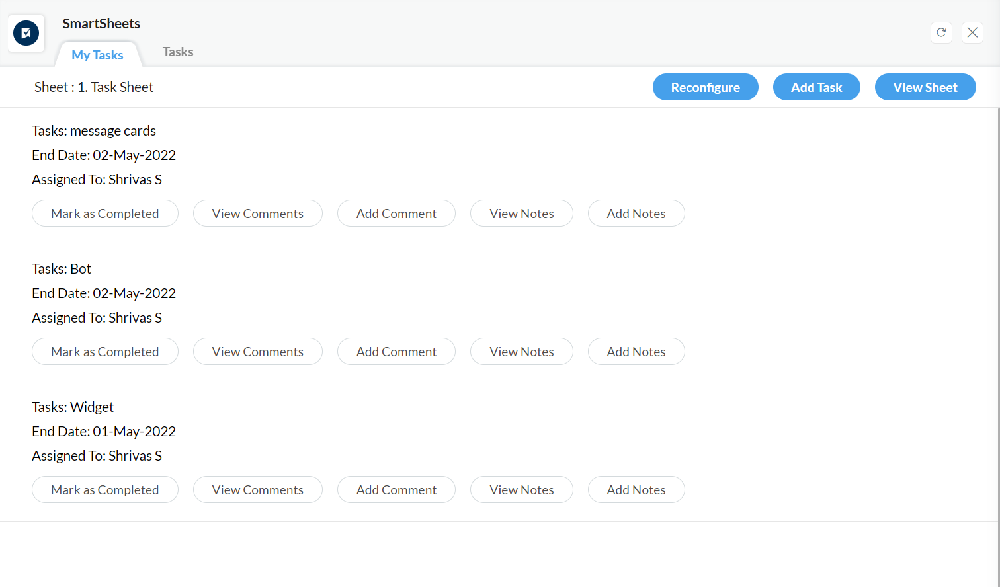 SmartSheets
My Tasks Tasks
Sheet : 1. Task Sheet Reconfigure Add Task View Sheet
Tasks: message cards
End Date: 02-May-2022
Assigned To: Shrivas S
Mark as Completed View Comments Add Comment View Notes Add Notes
Tasks: Bot
End Date: 02-May-2022
Assigned To: Shrivas S
Mark as Completed View Comments Add Comment View Notes Add Notes
Tasks: Widget
End Date: 01-May-2022
Assigned To: Shrivas S
Mark as Completed View Comments Add Comment View Notes Add Notes